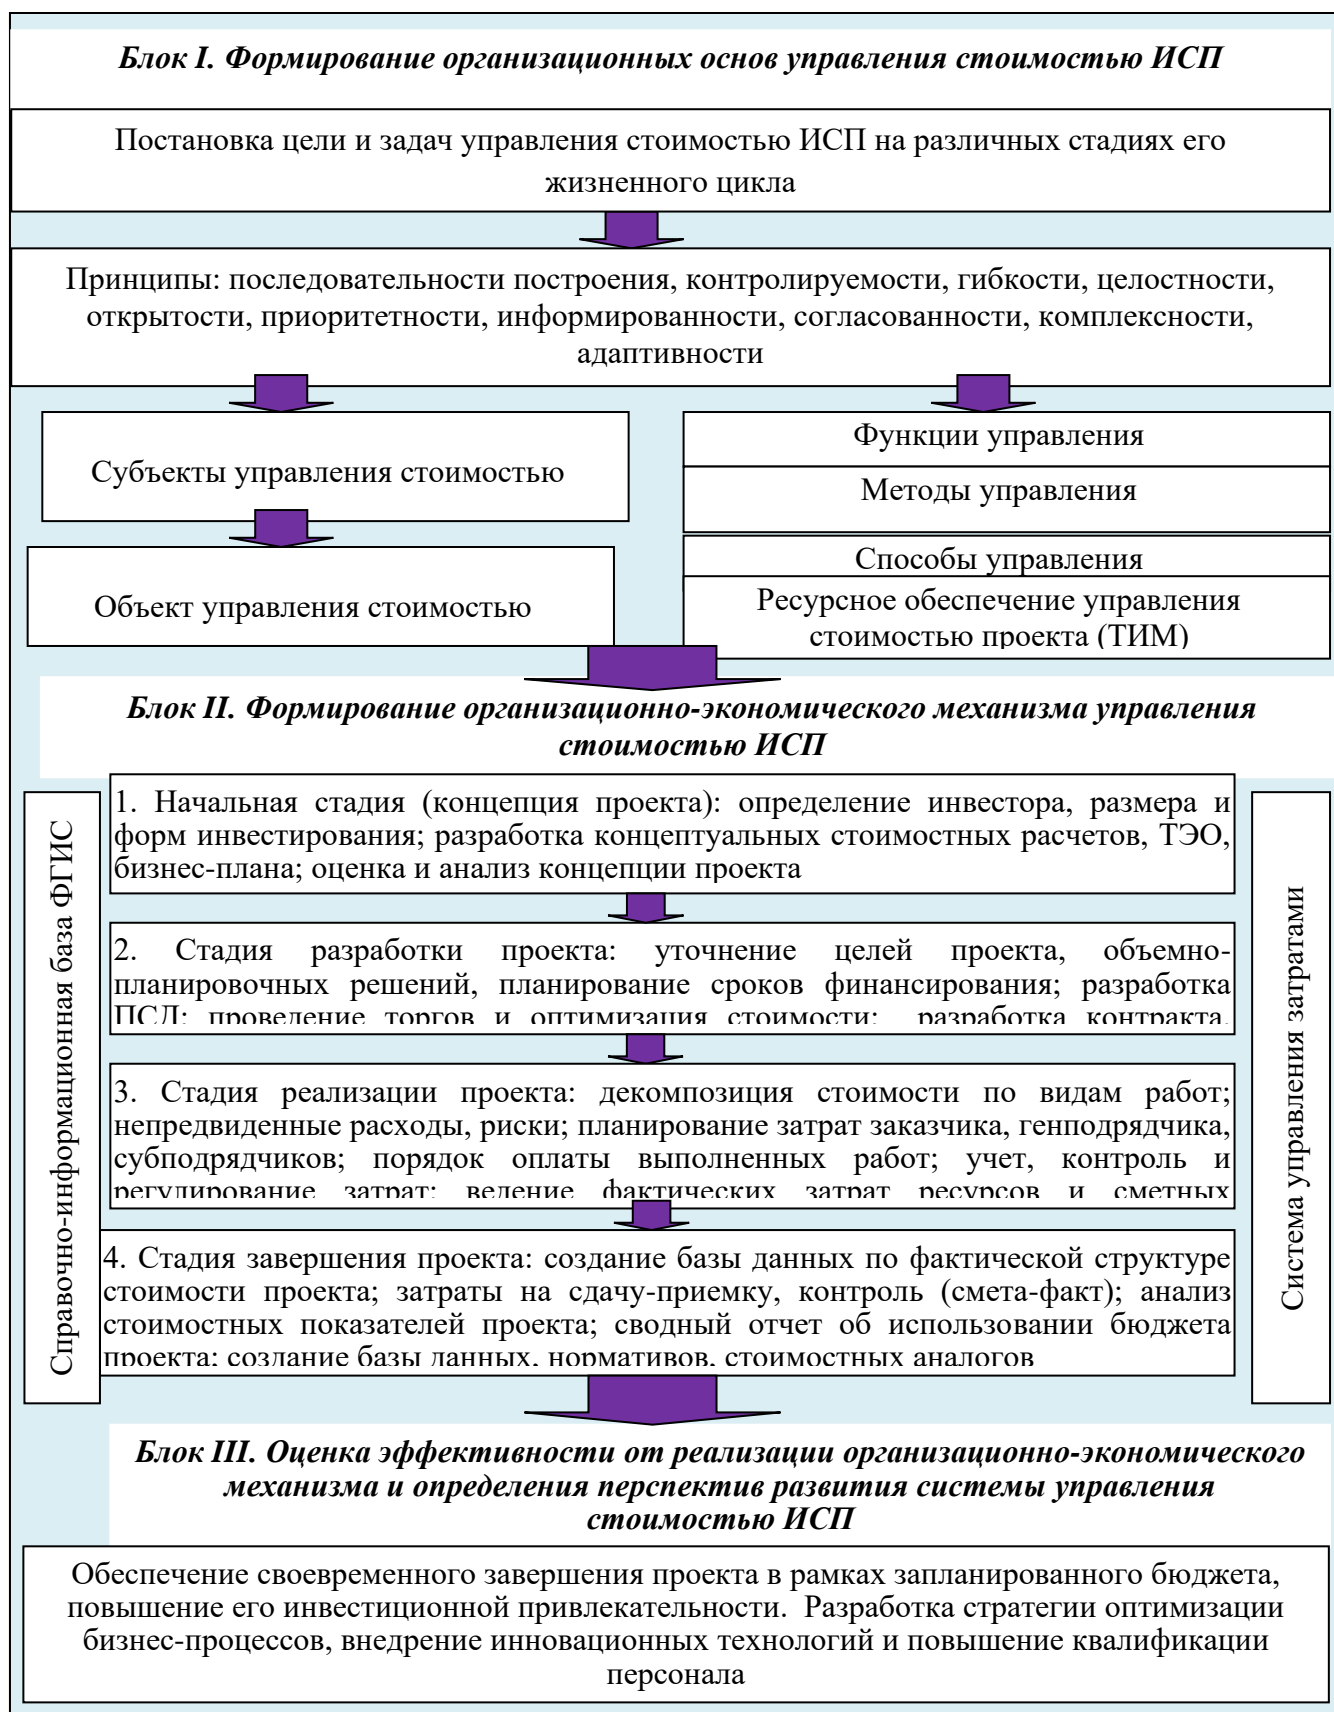 Блок I. Формирование организационных основ управления стоимостью ИСП
Постановка цели и задач управления стоимостью ИСП на различных стадиях его
жизненного цикла
Принципы: последовательности построения, контролируемости, гибкости, целостности,
открытости, приоритетности, информированности, согласованности, комплексности,
адаптивности
Субъекты управления стоимостью
Объект управления стоимостью
Функции управления
Методы управления
Способы управления
Ресурсное обеспечение управления
стоимостью проекта (ТИМ)
Блок II. Формирование организационно-экономического механизма управления
стоимостью ИСП
Справочно-информационная база ФГИС
1. Начальная стадия (концепция проекта): определение инвестора, размера и
форм инвестирования; разработка концептуальных стоимостных расчетов, ТЭО,
бизнес-плана; оценка и анализ концепции проекта
2. Стадия разработки проекта: уточнение целей проекта, объемно-
планировочных решений, планирование сроков финансирования; разработка
ПСД; проведение торгов и оптимизация стоимости; разработка контракта,
3. Стадия реализации проекта: декомпозиция стоимости по видам работ;
непредвиденные расходы, риски; планирование затрат заказчика, генподрядчика,
субподрядчиков; порядок оплаты выполненных работ; учет, контроль и
регулирование затрат; ведение фактических затрат ресурсов и сметных
4. Стадия завершения проекта: создание базы данных по фактической структуре
стоимости проекта; затраты на сдачу-приемку, контроль (смета-факт); анализ
стоимостных показателей проекта; сводный отчет об использовании бюджета
проекта; создание базы данных, нормативов, стоимостных аналогов
Система управления затратами
Блок III. Оценка эффективности от реализации организационно-экономического
механизма и определения перспектив развития системы управления
стоимостью ИСП
Обеспечение своевременного завершения проекта в рамках запланированного бюджета,
повышение его инвестиционной привлекательности. Разработка стратегии оптимизации
бизнес-процессов, внедрение инновационных технологий и повышение квалификации
персонала